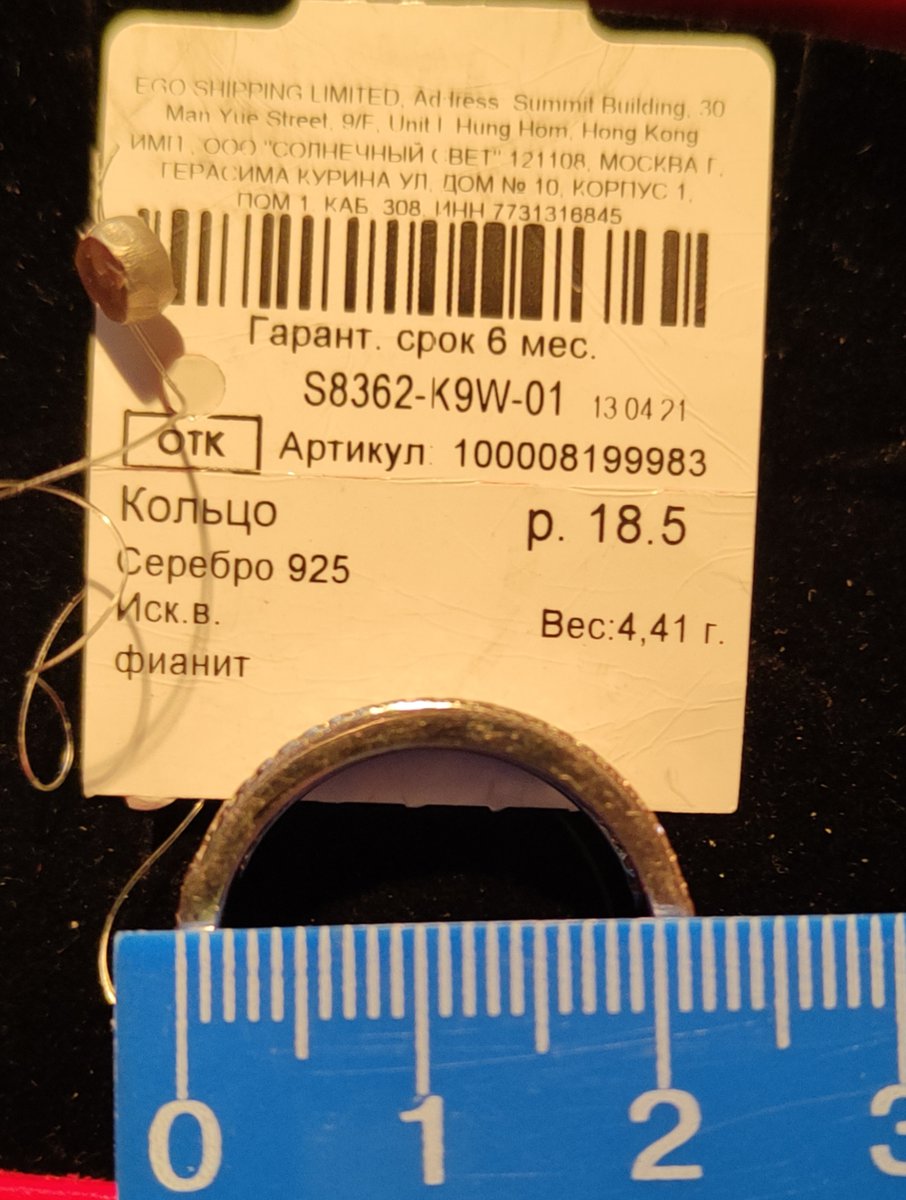 EGO SHIPPING LIMITED, Address Summit Building, 30
Man Yue Street, 9/F, Unit I Hung Hom, Hong Kong
ИМП. ООО "СОЛНЕЧНЫЙ СВЕТ" 121108, МОСКВА Г,
ГЕРАСИМА КУРИНА УЛ, ДОМ № 10, КОРПУС 1,
ПОМ 1, КАБ. 308, ИНН 7731316845
Гарант. срок 6 мес.
S8362-K9W-01 13 04 21
ОТК Артикул: 100008199983
Кольцо р. 18.5
Серебро 925
Иск.в. Вес:4,41 г.
фианит
0 1 2 3